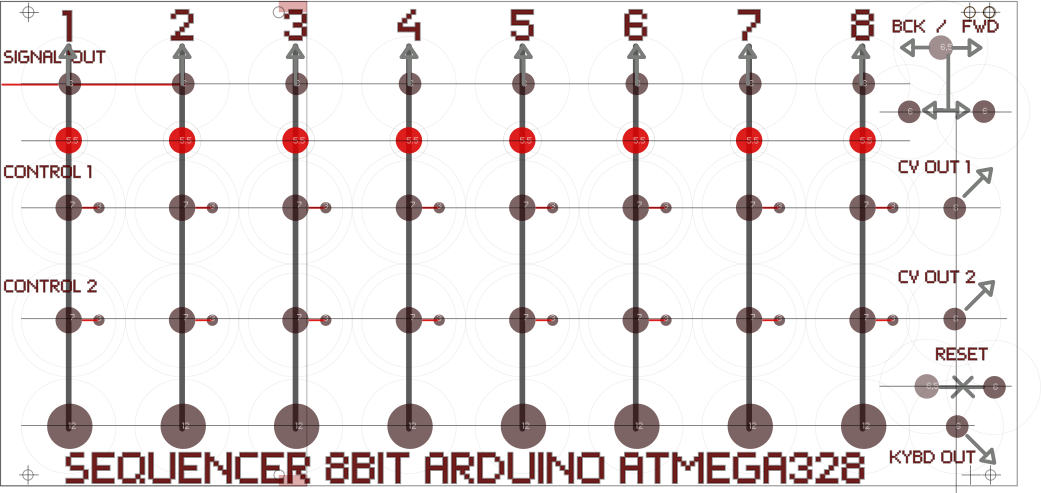 1 2 3 4 5 6 7 8
BCK / FWD
SIGNAL OUT
CONTROL 1
CV OUT 1
CONTROL 2
CV OUT 2
RESET
KYBD OUT
SEQUENCER 8BIT ARDUINO ATMEGA328